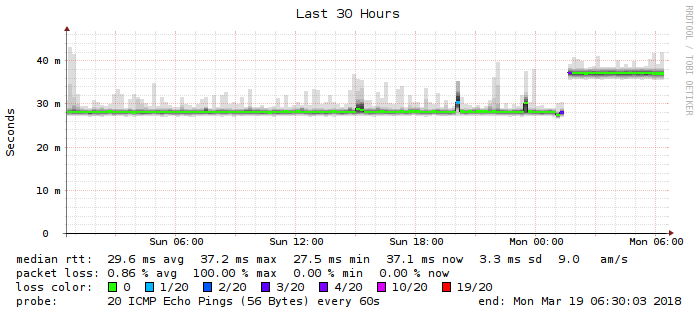 Last 30 Hours
RRDTOOL / TOBI OETIKER
Seconds
40 m
30 m
20 m
10 m
0
Sun 06:00 Sun 12:00 Sun 18:00 Mon 00:00 Mon 06:00
median rtt: 29.6 ms avg 37.2 ms max 27.5 ms min 37.1 ms now 3.3 ms sd 9.0 am/s
packet loss: 0.86 % avg 100.00 % max 0.00 % min 0.00 % now
loss color: 0 1/20 2/20 3/20 4/20 10/20 19/20
probe: 20 ICMP Echo Pings (56 Bytes) every 60s end: Mon Mar 19 06:30:03 2018